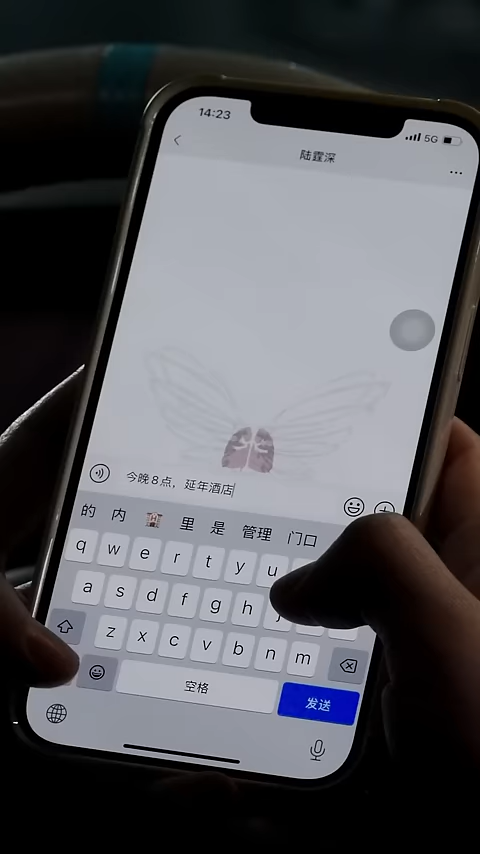 14:23
5G
陆霆深
今晚8点，延年酒店
的 内 里 是 管理 门口
q w e r t y u
a s d f g h j
z x c v b n m
空格 发送